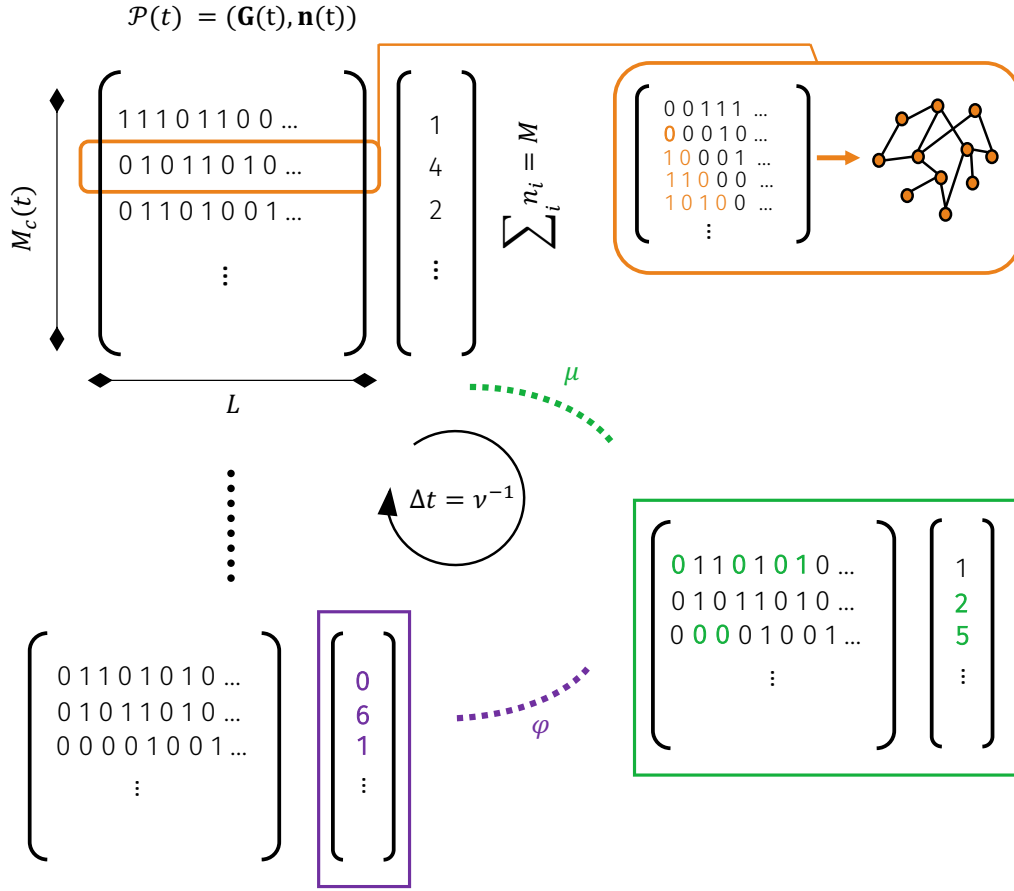 𝒫(t) = (G(t), n(t))
1 1 1 0 1 1 0 0 ...
0 1 0 1 1 0 1 0 ...
0 1 1 0 1 0 0 1 ...
⋮
1
4
2
⋮
M_c(t)
L
∑_i n_i = M
0 0 1 1 1 ...
0 0 0 1 0 ...
1 0 0 0 1 ...
1 1 0 0 0 ...
1 0 1 0 0 ...
⋮
μ
Δt = ν⁻¹
0 1 1 0 1 0 1 0 ...
0 1 0 1 1 0 1 0 ...
0 0 0 0 1 0 0 1 ...
⋮
1
2
5
⋮
φ
0 1 1 0 1 0 1 0 ...
0 1 0 1 1 0 1 0 ...
0 0 0 0 1 0 0 1 ...
⋮
0
6
1
⋮